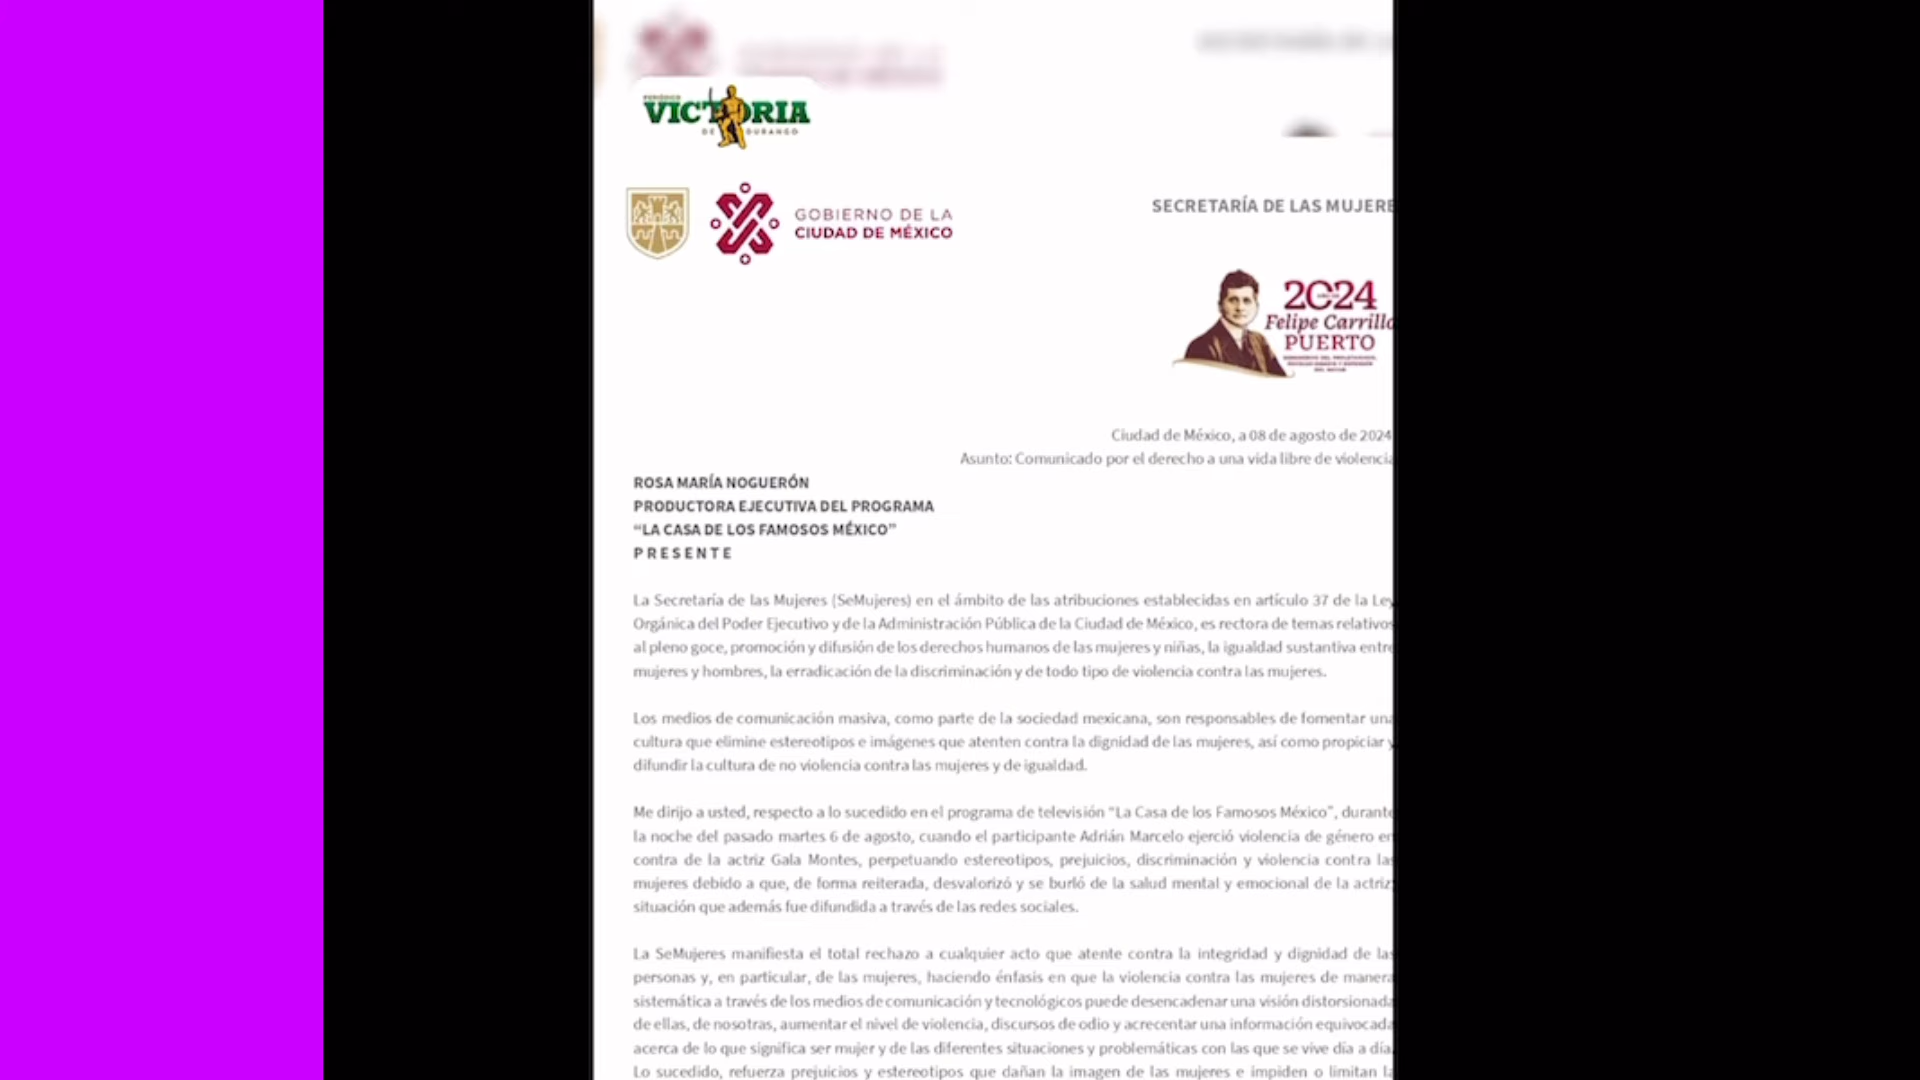 PERIÓDICO
VICTORIA
DE DURANGO
GOBIERNO DE LA
CIUDAD DE MÉXICO
SECRETARÍA DE LAS MUJERE
2024
Felipe Carrillo
PUERTO
Ciudad de México, a 08 de agosto de 2024
Asunto: Comunicado por el derecho a una vida libre de violencia
ROSA MARÍA NOGUERÓN
PRODUCTORA EJECUTIVA DEL PROGRAMA
“LA CASA DE LOS FAMOSOS MÉXICO”
P R E S E N T E
La Secretaría de las Mujeres (SeMujeres) en el ámbito de las atribuciones establecidas en artículo 37 de la Ley
Orgánica del Poder Ejecutivo y de la Administración Pública de la Ciudad de México, es rectora de temas relativos
al pleno goce, promoción y difusión de los derechos humanos de las mujeres y niñas, la igualdad sustantiva entre
mujeres y hombres, la erradicación de la discriminación y de todo tipo de violencia contra las mujeres.
Los medios de comunicación masiva, como parte de la sociedad mexicana, son responsables de fomentar una
cultura que elimine estereotipos e imágenes que atenten contra la dignidad de las mujeres, así como propiciar y
difundir la cultura de no violencia contra las mujeres y de igualdad.
Me dirijo a usted, respecto a lo sucedido en el programa de televisión “La Casa de los Famosos México”, durante
la noche del pasado martes 6 de agosto, cuando el participante Adrián Marcelo ejerció violencia de género en
contra de la actriz Gala Montes, perpetuando estereotipos, prejuicios, discriminación y violencia contra las
mujeres debido a que, de forma reiterada, desvalorizó y se burló de la salud mental y emocional de la actriz;
situación que además fue difundida a través de las redes sociales.
La SeMujeres manifiesta el total rechazo a cualquier acto que atente contra la integridad y dignidad de las
personas y, en particular, de las mujeres, haciendo énfasis en que la violencia contra las mujeres de manera
sistemática a través de los medios de comunicación y tecnológicos puede desencadenar una visión distorsionada
de ellas, de nosotras, aumentar el nivel de violencia, discursos de odio y acrecentar una información equivocada
acerca de lo que significa ser mujer y de las diferentes situaciones y problemáticas con las que se vive día a día.
Lo sucedido, refuerza prejuicios y estereotipos que dañan la imagen de las mujeres e impiden o limitan la